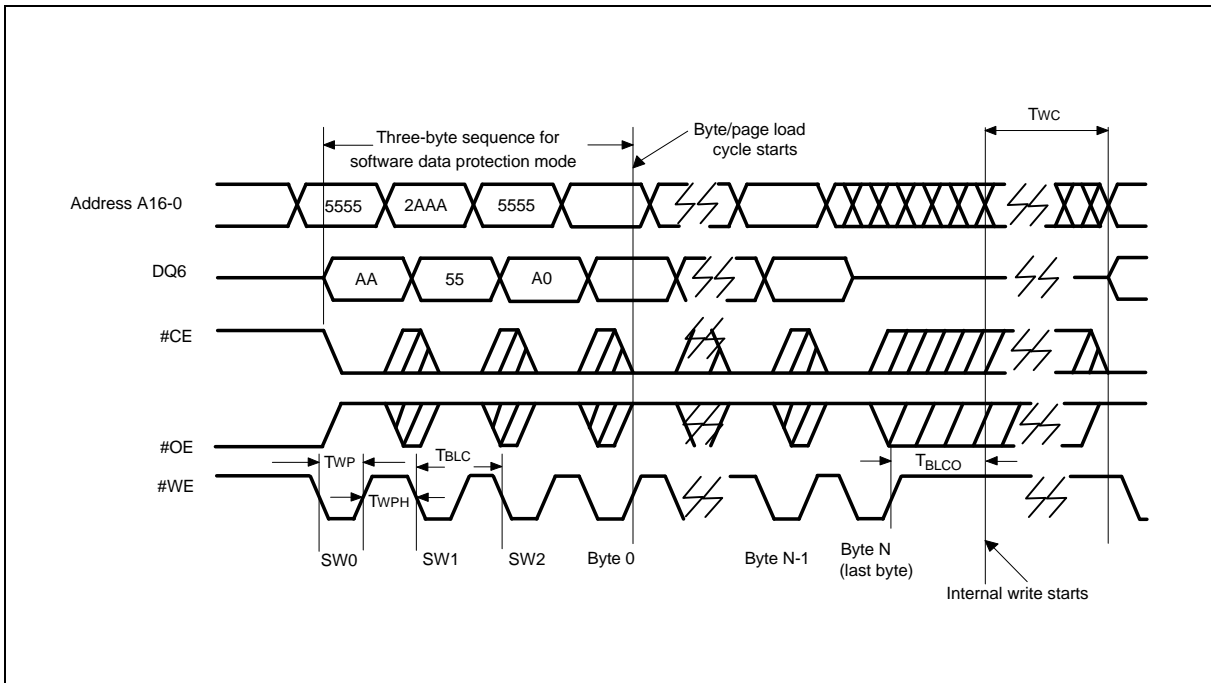 Three-byte sequence for
software data protection mode
Byte/page load
cycle starts
TWC
Address A16-0
5555
2AAA
5555
DQ6
AA
55
A0
#CE
#OE
TWP
TBLC
TBLCO
#WE
TWPH
SW0
SW1
SW2
Byte 0
Byte N-1
Byte N
(last byte)
Internal write starts